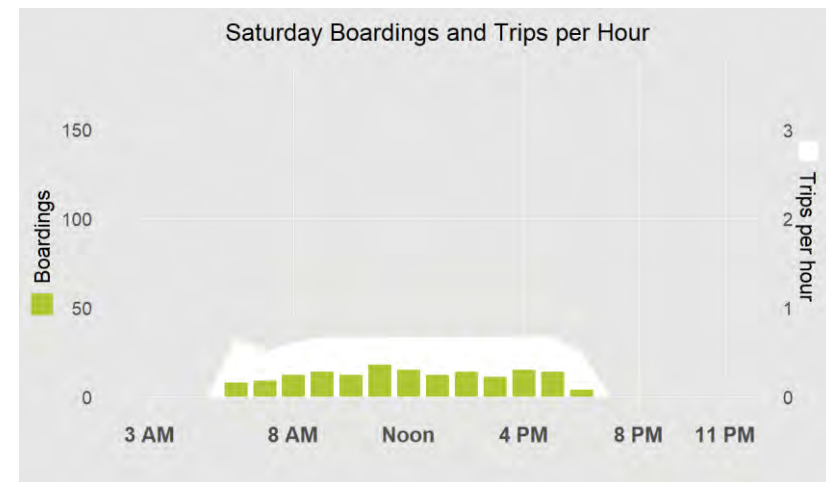 Saturday Boardings and Trips per Hour
150
100
50
0
Boardings
3
2
1
0
Trips per hour
3 AM
8 AM
Noon
4 PM
8 PM
11 PM